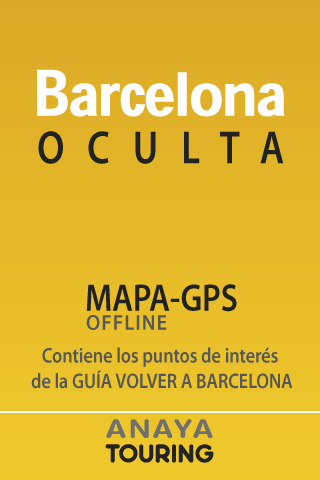 Barcelona
OCULTA
MAPA-GPS
OFFLINE
Contiene los puntos de interés
de la GUÍA VOLVER A BARCELONA
ANAYA
TOURING